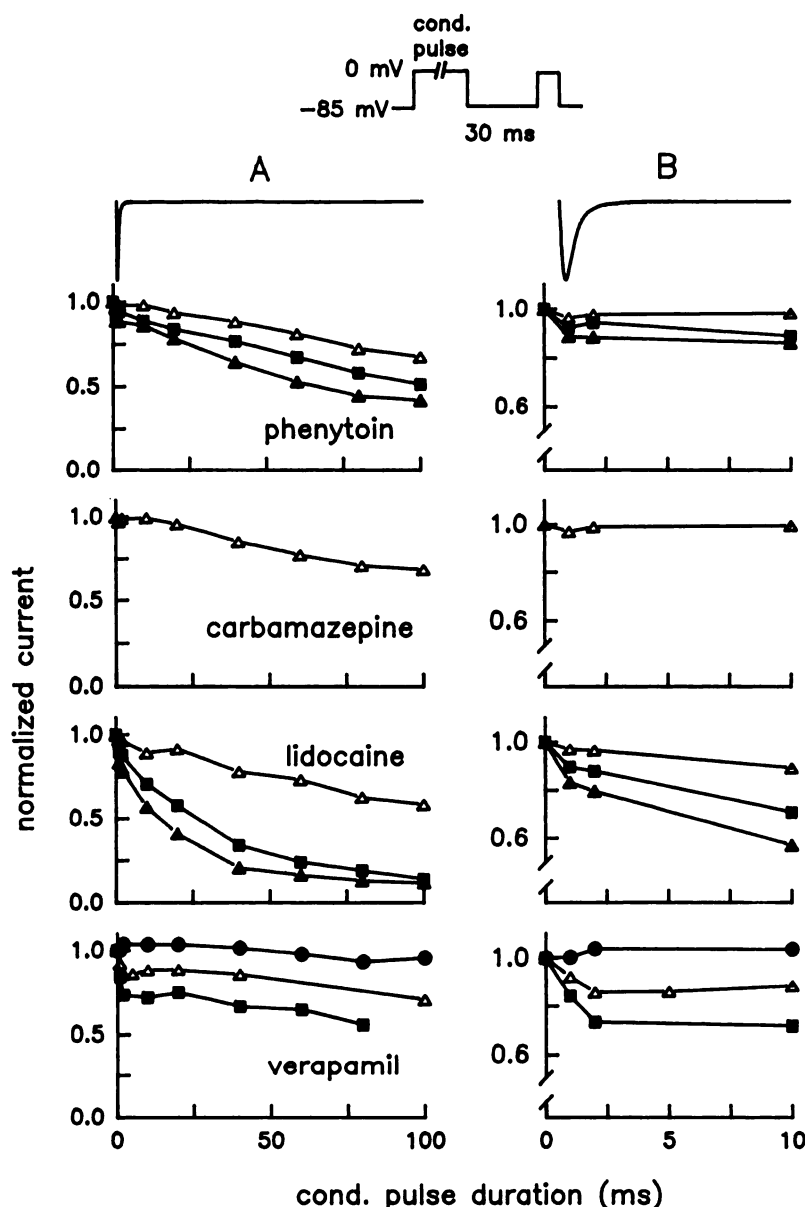 cond.
pulse
0 mV
-85 mV
30 ms
A
B
1.0
0.5
0.0
phenytoin
1.0
0.6
1.0
0.5
0.0
carbamazepine
1.0
0.6
normalized current
1.0
0.5
0.0
lidocaine
1.0
0.6
1.0
0.5
0.0
verapamil
1.0
0.6
0 50 100
0 5 10
cond. pulse duration (ms)